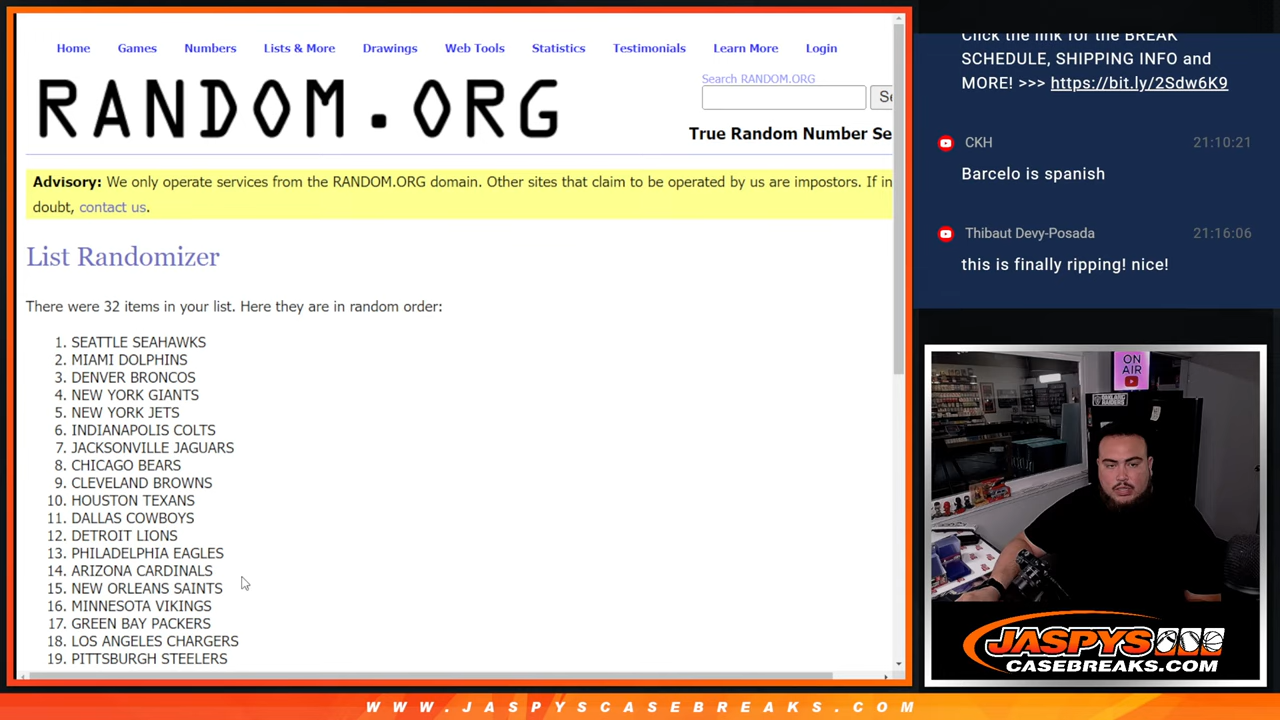 Home Games Numbers Lists & More Drawings Web Tools Statistics Testimonials Learn More Login
RANDOM.ORG
Search RANDOM.ORG
True Random Number Se
Advisory: We only operate services from the RANDOM.ORG domain. Other sites that claim to be operated by us are impostors. If in
doubt, contact us.
List Randomizer
There were 32 items in your list. Here they are in random order:
1. SEATTLE SEAHAWKS
2. MIAMI DOLPHINS
3. DENVER BRONCOS
4. NEW YORK GIANTS
5. NEW YORK JETS
6. INDIANAPOLIS COLTS
7. JACKSONVILLE JAGUARS
8. CHICAGO BEARS
9. CLEVELAND BROWNS
10. HOUSTON TEXANS
11. DALLAS COWBOYS
12. DETROIT LIONS
13. PHILADELPHIA EAGLES
14. ARIZONA CARDINALS
15. NEW ORLEANS SAINTS
16. MINNESOTA VIKINGS
17. GREEN BAY PACKERS
18. LOS ANGELES CHARGERS
19. PITTSBURGH STEELERS
Click the link for the BREAK
SCHEDULE, SHIPPING INFO and
MORE! >>> https://bit.ly/2Sdw6K9
CKH 21:10:21
Barcelo is spanish
Thibaut Devy-Posada 21:16:06
this is finally ripping! nice!
ON
AIR
JASPYS
CASEBREAKS.COM
WWW.JASPYSCASEBREAKS.COM